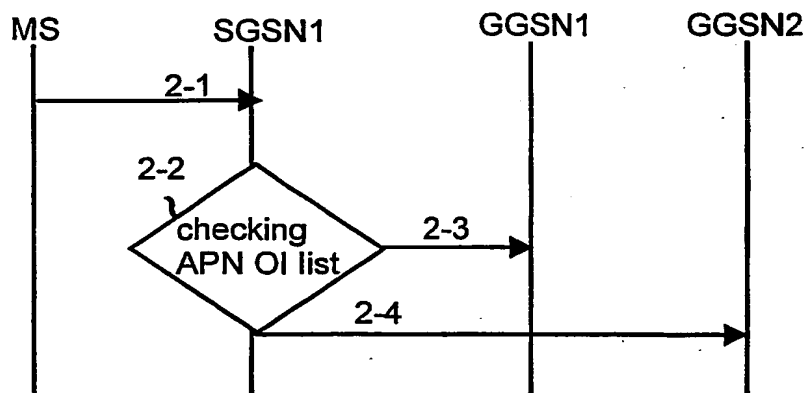 MS SGSN1 GGSN1 GGSN2
2-1
2-2
checking
APN OI list
2-3
2-4